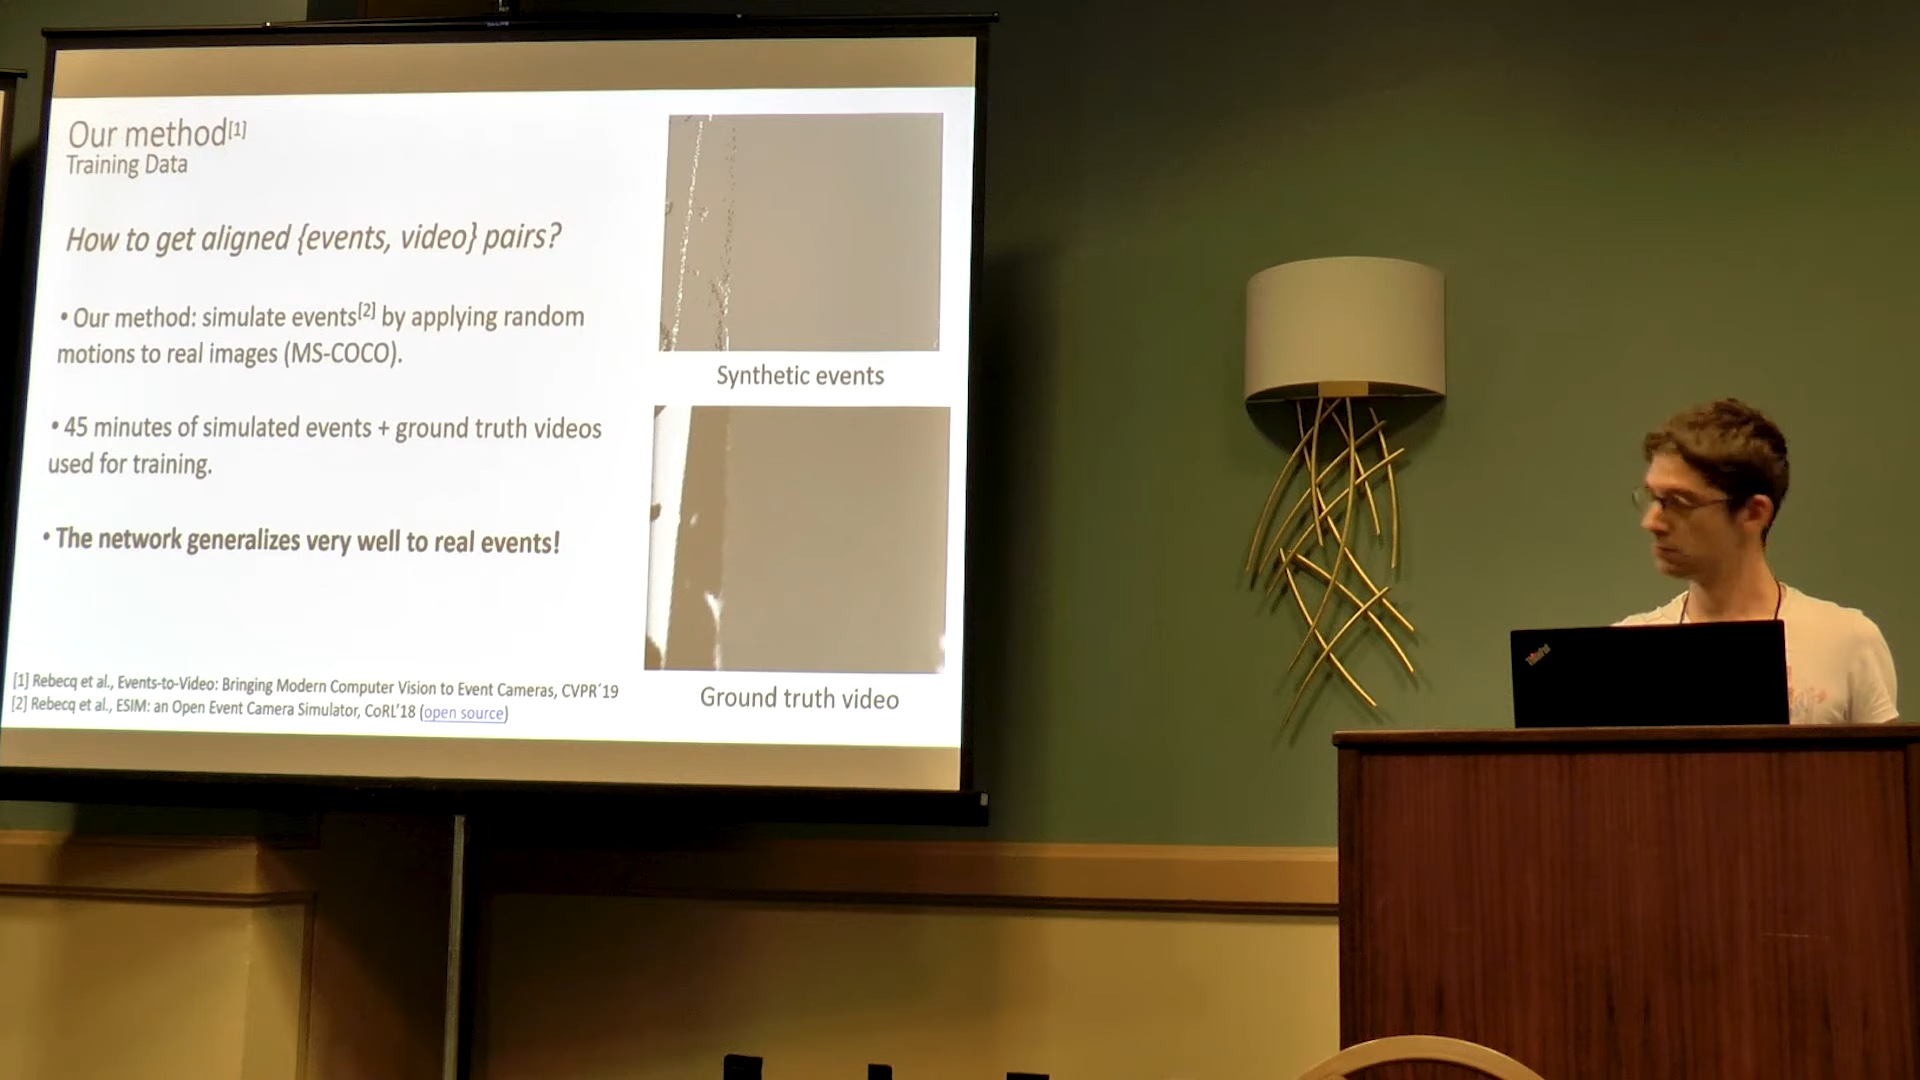 Our method[1]
Training Data
How to get aligned {events, video} pairs?
• Our method: simulate events[2] by applying random
motions to real images (MS-COCO).
• 45 minutes of simulated events + ground truth videos
used for training.
• The network generalizes very well to real events!
[1] Rebecq et al., Events-to-Video: Bringing Modern Computer Vision to Event Cameras, CVPR´19
[2] Rebecq et al., ESIM: an Open Event Camera Simulator, CoRL’18 (open source)
Synthetic events
Ground truth video
ThinkPad